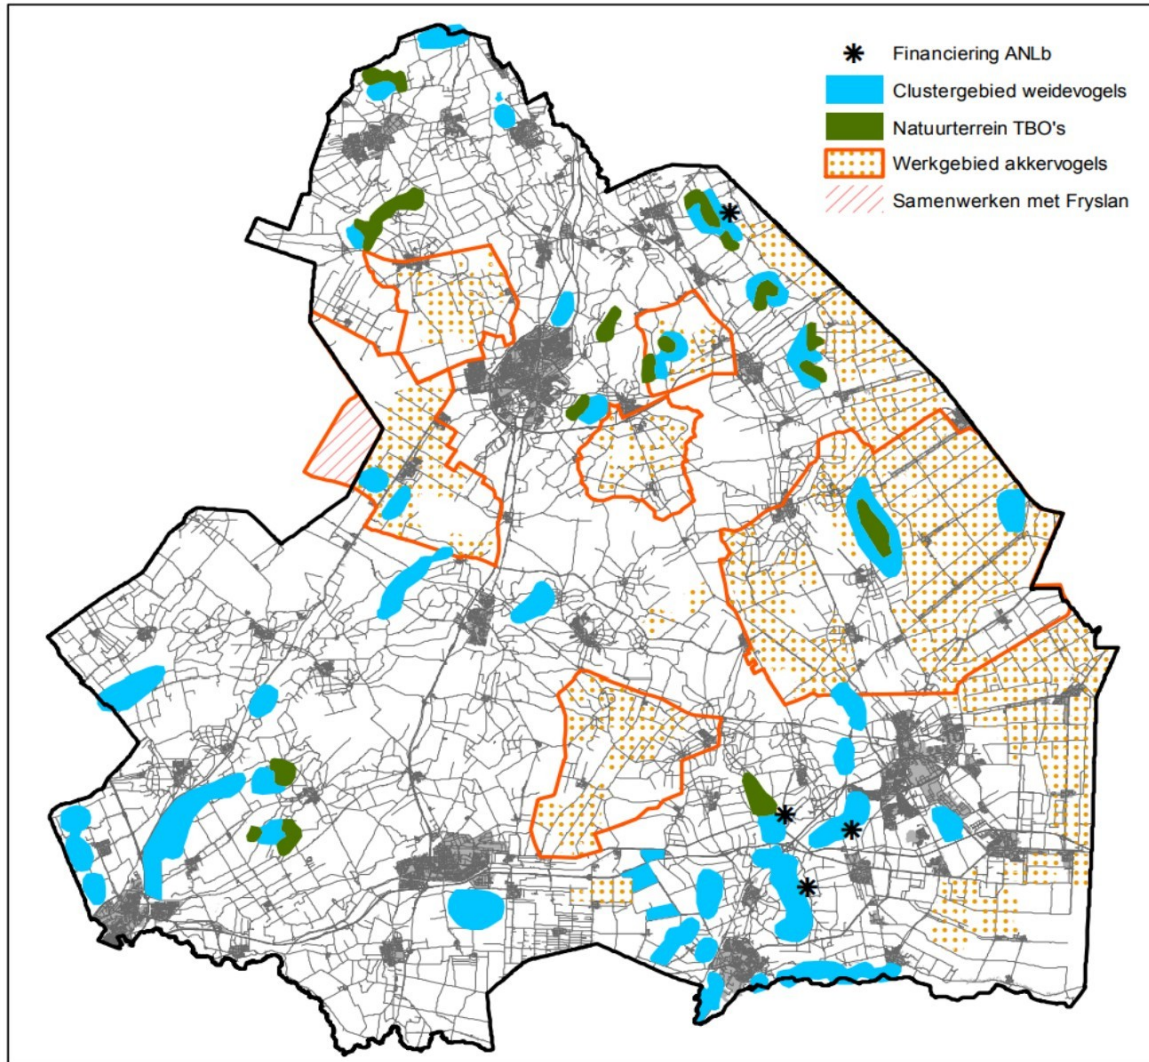 Financiering ANLb
Clustergebied weidevogels
Natuurterrein TBO's
Werkgebied akkervogels
Samenwerken met Fryslan